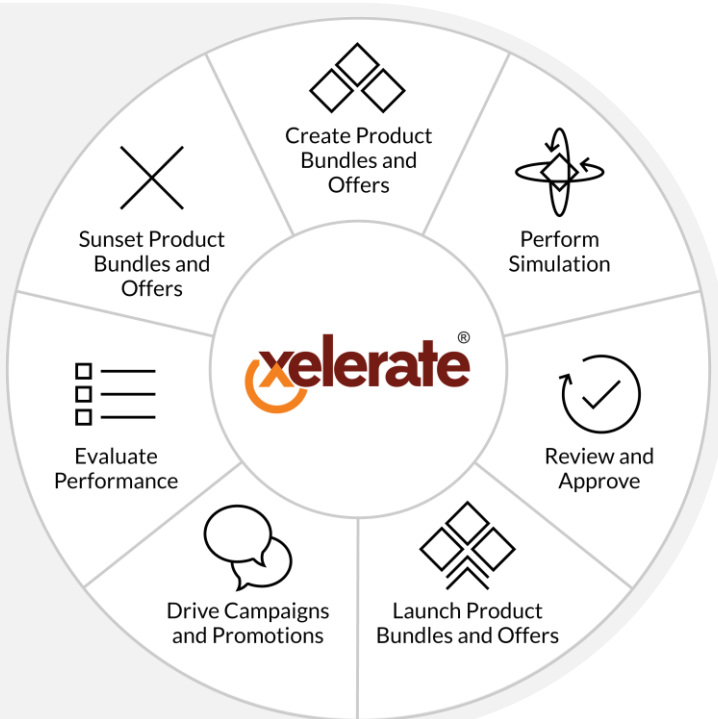 Create Product
Bundles and
Offers
Perform
Simulation
Review and
Approve
Launch Product
Bundles and Offers
Drive Campaigns
and Promotions
Evaluate
Performance
Sunset Product
Bundles and
Offers
xelerate®